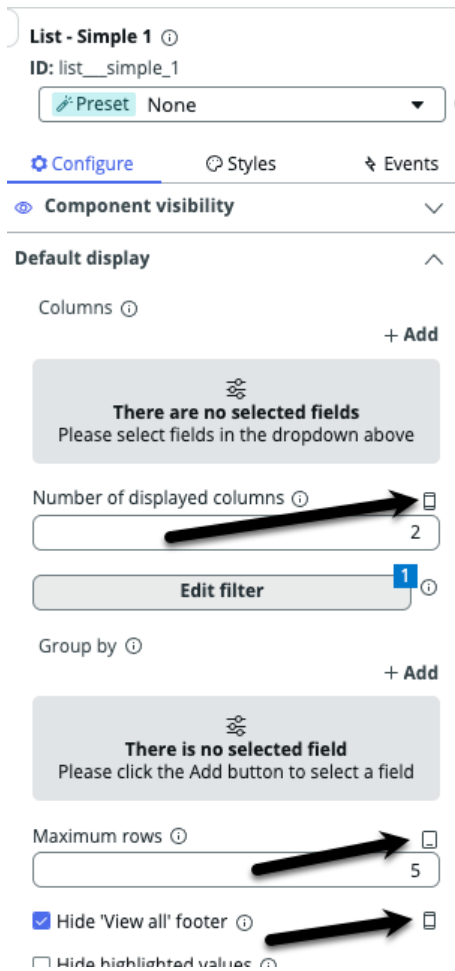 List - Simple 1
ID: list___simple_1
Preset None
Configure Styles Events
Component visibility
Default display
Columns
+ Add
There are no selected fields
Please select fields in the dropdown above
Number of displayed columns
2
Edit filter 1
Group by
+ Add
There is no selected field
Please click the Add button to select a field
Maximum rows
5
Hide 'View all' footer
Hide highlighted values